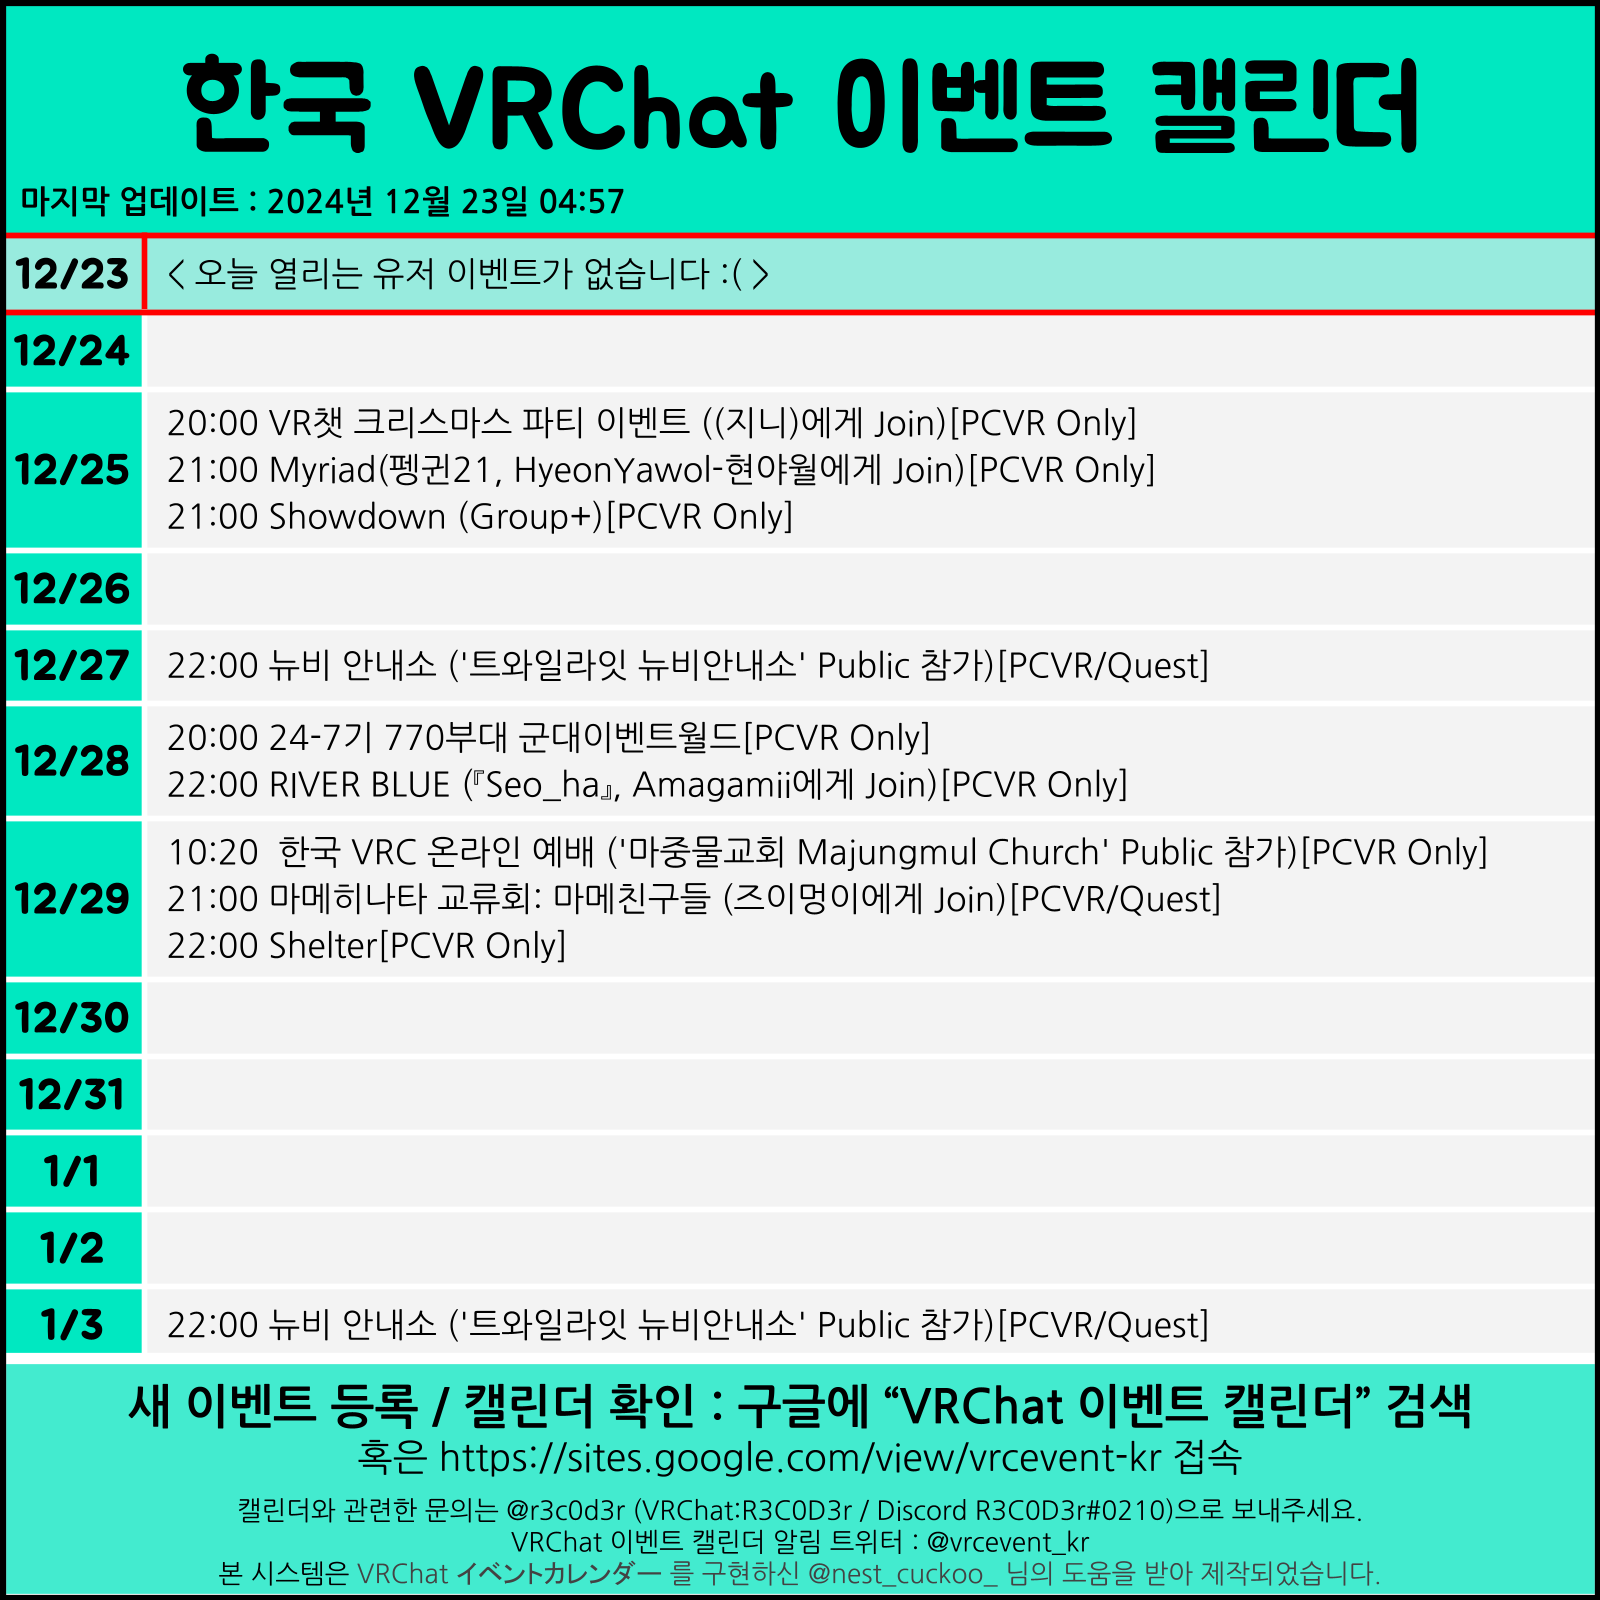 한국 VRChat 이벤트 캘린더
마지막 업데이트 : 2024년 12월 23일 04:57
12/23 < 오늘 열리는 유저 이벤트가 없습니다 :( >
12/24
12/25
20:00 VR챗 크리스마스 파티 이벤트 ((지니)에게 Join)[PCVR Only]
21:00 Myriad(펭귄21, HyeonYawol-현야월에게 Join)[PCVR Only]
21:00 Showdown (Group+)[PCVR Only]
12/26
12/27 22:00 뉴비 안내소 ('트와일라잇 뉴비안내소' Public 참가)[PCVR/Quest]
12/28
20:00 24-7기 770부대 군대이벤트월드[PCVR Only]
22:00 RIVER BLUE (『Seo_ha』, Amagamii에게 Join)[PCVR Only]
12/29
10:20  한국 VRC 온라인 예배 ('마중물교회 Majungmul Church' Public 참가)[PCVR Only]
21:00 마메히나타 교류회: 마메친구들 (즈이멍이에게 Join)[PCVR/Quest]
22:00 Shelter[PCVR Only]
12/30
12/31
1/1
1/2
1/3 22:00 뉴비 안내소 ('트와일라잇 뉴비안내소' Public 참가)[PCVR/Quest]
새 이벤트 등록 / 캘린더 확인 : 구글에 “VRChat 이벤트 캘린더” 검색
혹은 https://sites.google.com/view/vrcevent-kr 접속
캘린더와 관련한 문의는 @r3c0d3r (VRChat:R3C0D3r / Discord R3C0D3r#0210)으로 보내주세요.
VRChat 이벤트 캘린더 알림 트위터 : @vrcevent_kr
본 시스템은 VRChat イベントカレンダー 를 구현하신 @nest_cuckoo_ 님의 도움을 받아 제작되었습니다.